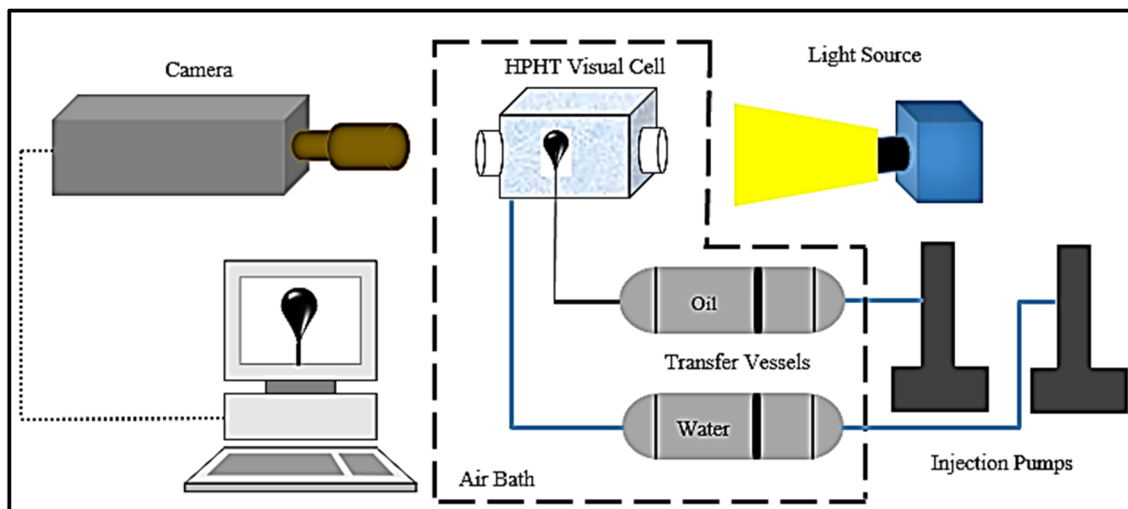 Camera
HPHT Visual Cell
Light Source
Oil
Transfer Vessels
Water
Injection Pumps
Air Bath